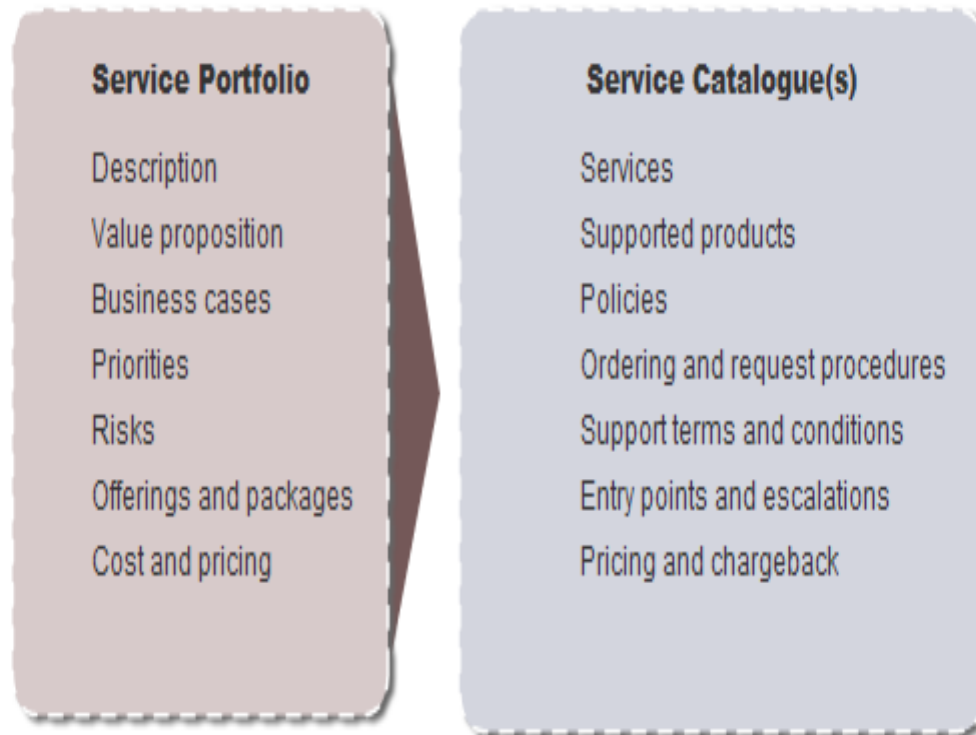 Service Portfolio
Description
Value proposition
Business cases
Priorities
Risks
Offerings and packages
Cost and pricing
Service Catalogue(s)
Services
Supported products
Policies
Ordering and request procedures
Support terms and conditions
Entry points and escalations
Pricing and chargeback